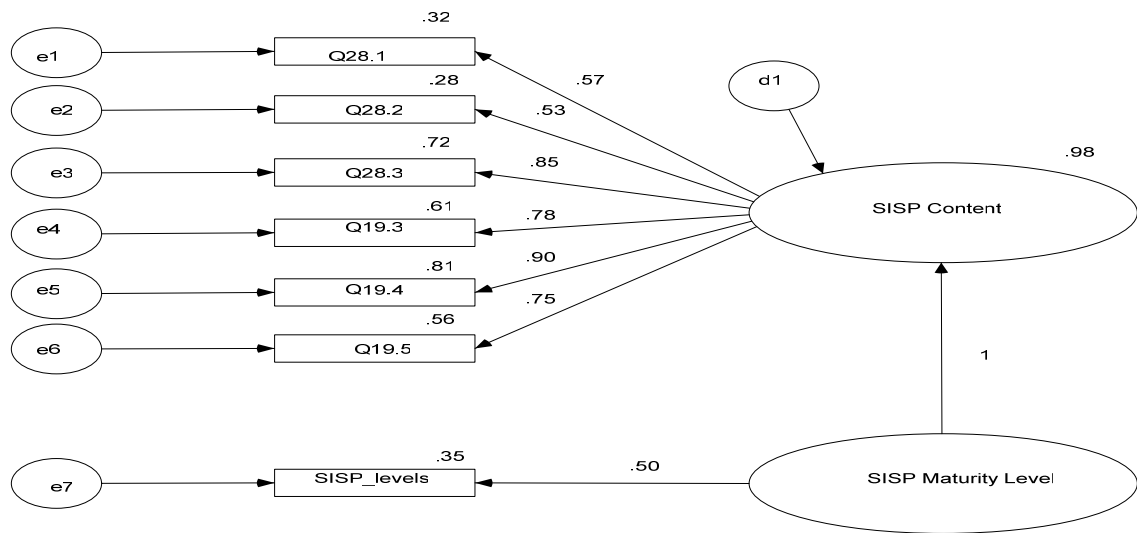 .32
e1
Q28.1
.57
d1
.28
e2
Q28.2
.53
.72
e3
Q28.3
.85
.98
SISP Content
.61
e4
Q19.3
.78
.81
e5
Q19.4
.90
.56
e6
Q19.5
.75
1
.35
e7
SISP_levels
.50
SISP Maturity Level